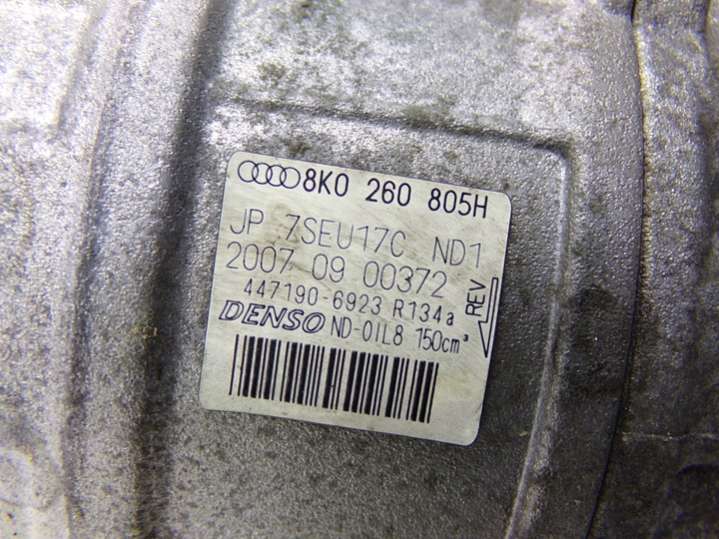 8K0 260 805H
JP 7SEU17C ND1
2007 09 00372
447190-6923 R134a
DENSO ND-OIL8 150cm³
REV